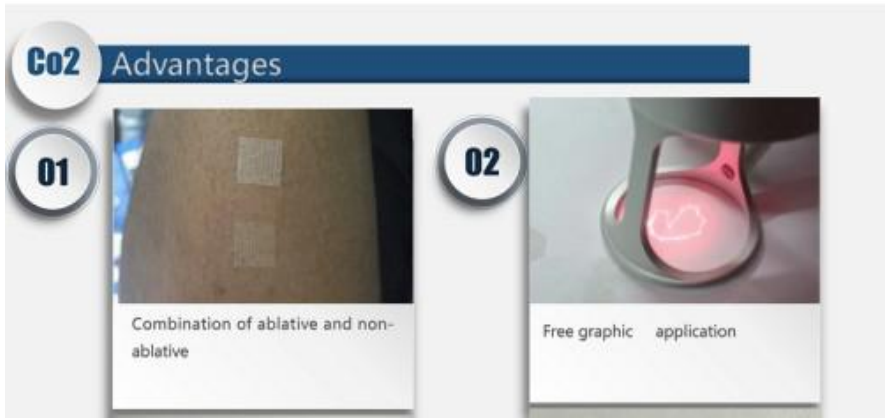 Co2
Advantages
01
02
Combination of ablative and non-
ablative
Free graphic application